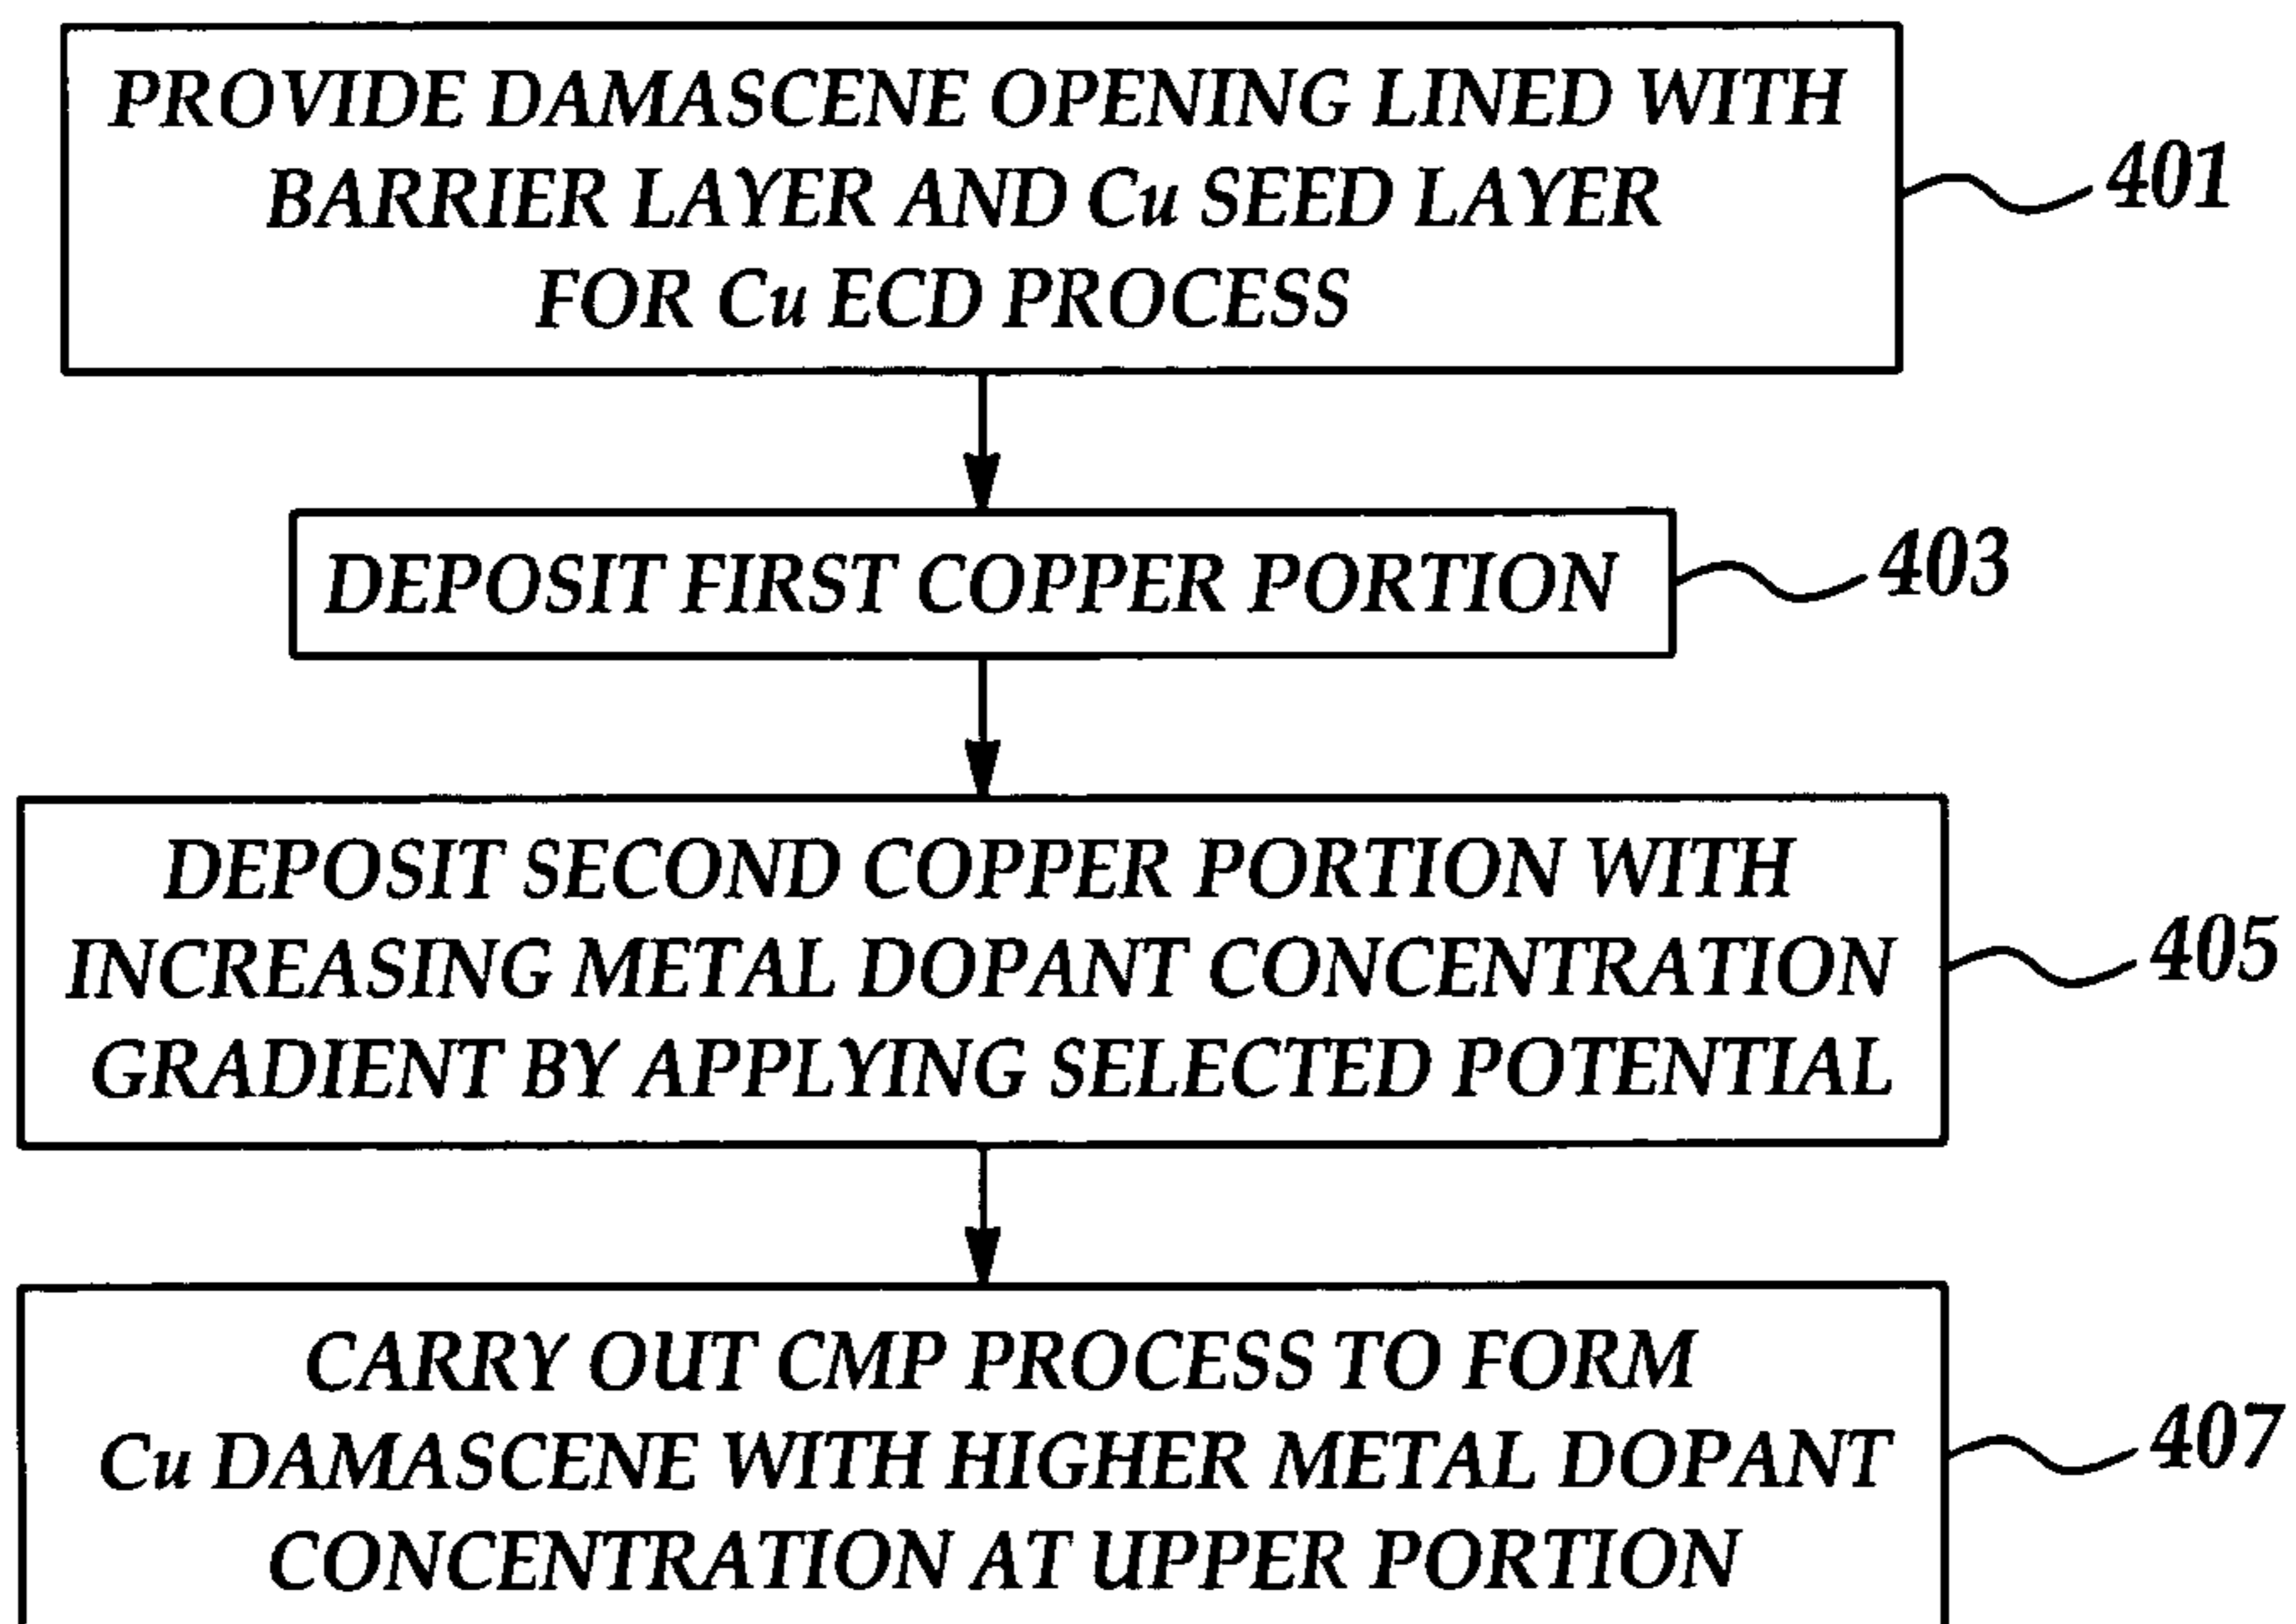 PROVIDE DAMASCENE OPENING LINED WITH
BARRIER LAYER AND Cu SEED LAYER
FOR Cu ECD PROCESS
401
DEPOSIT FIRST COPPER PORTION
403
DEPOSIT SECOND COPPER PORTION WITH
INCREASING METAL DOPANT CONCENTRATION
GRADIENT BY APPLYING SELECTED POTENTIAL
405
CARRY OUT CMP PROCESS TO FORM
Cu DAMASCENE WITH HIGHER METAL DOPANT
CONCENTRATION AT UPPER PORTION
407